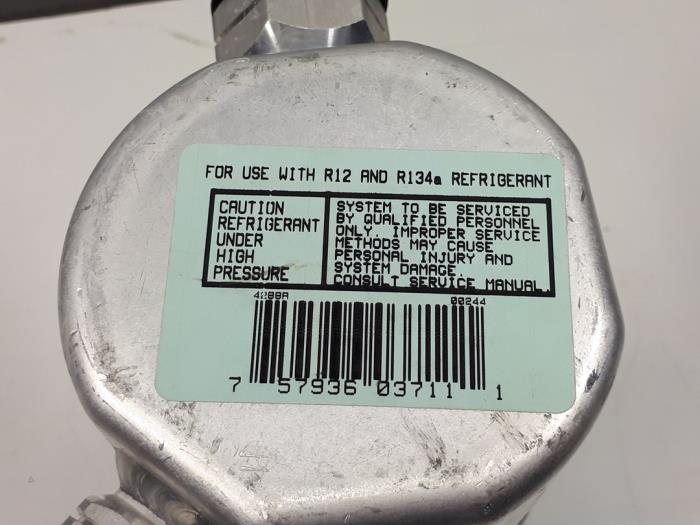 FOR USE WITH R12 AND R134a REFRIGERANT
CAUTION
REFRIGERANT
UNDER
HIGH
PRESSURE
SYSTEM TO BE SERVICED
BY QUALIFIED PERSONNEL
ONLY. IMPROPER SERVICE
METHODS MAY CAUSE
PERSONAL INJURY AND
SYSTEM DAMAGE.
CONSULT SERVICE MANUAL.
4288A 00244
7 57936 03711 1